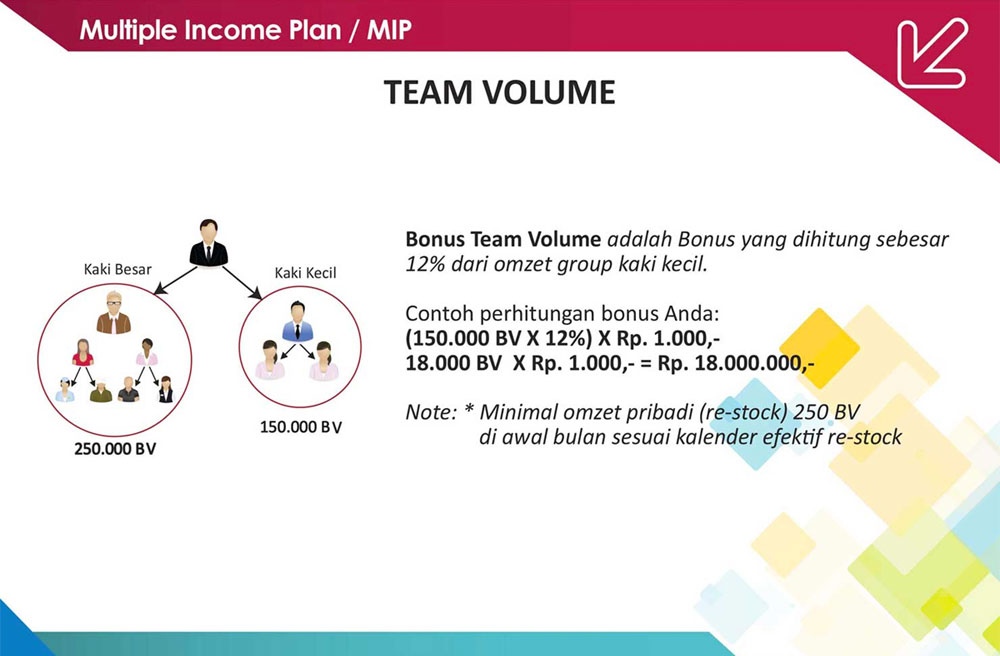 Multiple Income Plan / MIP
TEAM VOLUME
Kaki Besar
Kaki Kecil
250.000 BV
150.000 BV
Bonus Team Volume adalah Bonus yang dihitung sebesar
12% dari omzet group kaki kecil.
Contoh perhitungan bonus Anda:
(150.000 BV X 12%) X Rp. 1.000,-
18.000 BV X Rp. 1.000,- = Rp. 18.000.000,-
Note: * Minimal omzet pribadi (re-stock) 250 BV
di awal bulan sesuai kalender efektif re-stock